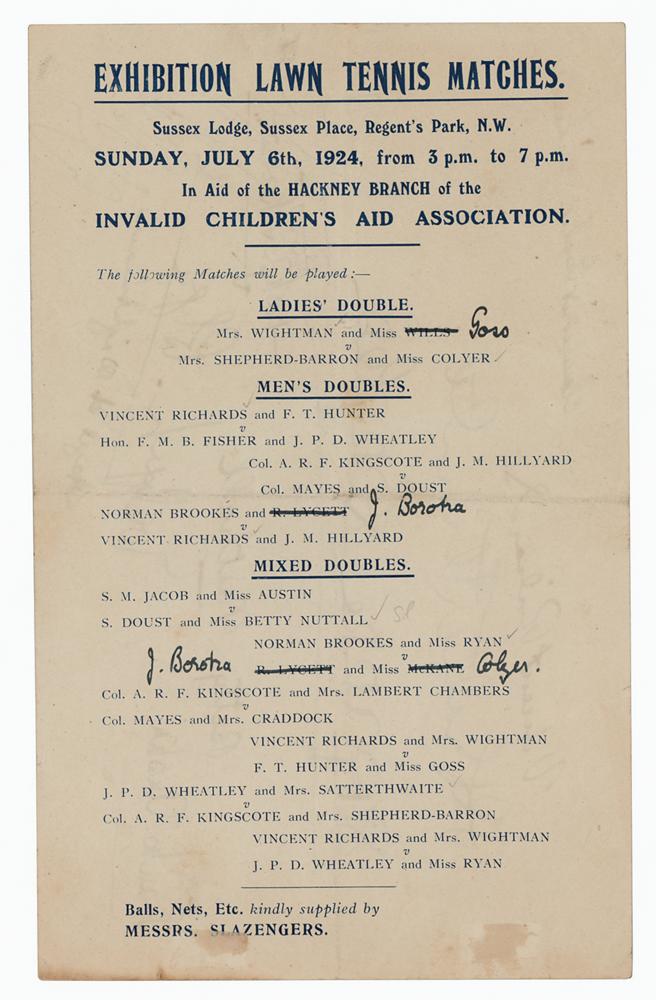 EXHIBITION LAWN TENNIS MATCHES.
Sussex Lodge, Sussex Place, Regent's Park, N.W.
SUNDAY, JULY 6th, 1924, from 3 p.m. to 7 p.m.
In Aid of the HACKNEY BRANCH of the
INVALID CHILDREN'S AID ASSOCIATION.
The following Matches will be played :—
LADIES' DOUBLE.
Mrs. WIGHTMAN and Miss WILLS Goss
v
Mrs. SHEPHERD-BARRON and Miss COLYER
MEN'S DOUBLES.
VINCENT RICHARDS and F. T. HUNTER
v
Hon. F. M. B. FISHER and J. P. D. WHEATLEY
Col. A. R. F. KINGSCOTE and J. M. HILLYARD
v
Col. MAYES and S. DOUST
NORMAN BROOKES and R. LYCETT J. Borotra
v
VINCENT RICHARDS and J. M. HILLYARD
MIXED DOUBLES.
S. M. JACOB and Miss AUSTIN
v
S. DOUST and Miss BETTY NUTTALL
NORMAN BROOKES and Miss RYAN
v
J. Borotra R. LYCETT and Miss McKANE Colyer.
Col. A. R. F. KINGSCOTE and Mrs. LAMBERT CHAMBERS
v
Col. MAYES and Mrs. CRADDOCK
VINCENT RICHARDS and Mrs. WIGHTMAN
v
F. T. HUNTER and Miss GOSS
J. P. D. WHEATLEY and Mrs. SATTERTHWAITE
v
Col. A. R. F. KINGSCOTE and Mrs. SHEPHERD-BARRON
VINCENT RICHARDS and Mrs. WIGHTMAN
v
J. P. D. WHEATLEY and Miss RYAN
Balls, Nets, Etc. kindly supplied by
MESSRS. SLAZENGERS.